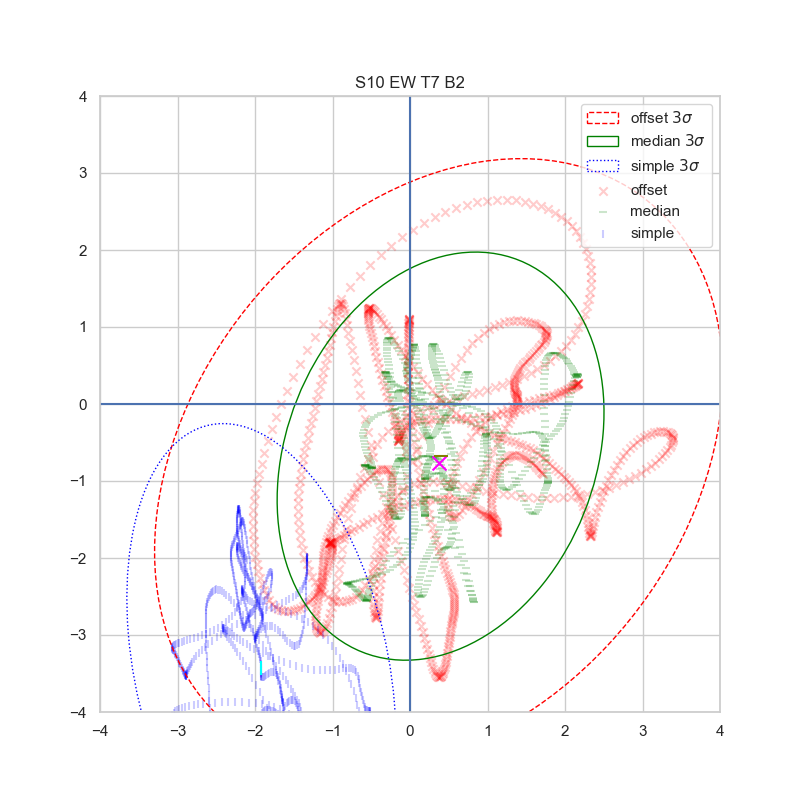 S10 EW T7 B2
offset 3σ
median 3σ
simple 3σ
offset
median
simple
4
3
2
1
0
−1
−2
−3
−4
−4 −3 −2 −1 0 1 2 3 4